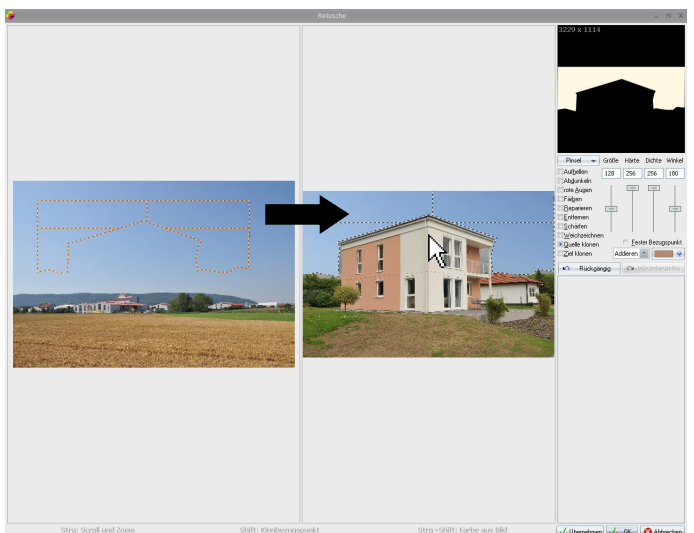 Retusche
3229 x 1114
Pinsel Größe Härte Dichte Winkel
Aufhellen 128 256 256 180
Abdunkeln
rote Augen
Färben
Reparieren
Entfernen
Schärfen
Weichzeichnen
Quelle klonen Fester Bezugspunkt
Ziel klonen Addieren
Rückgängig
Strg: Scroll und Zoom Shift: Klonbezugspunkt Strg+Shift: Farbe aus Bild
Übernehmen OK Abbrechen